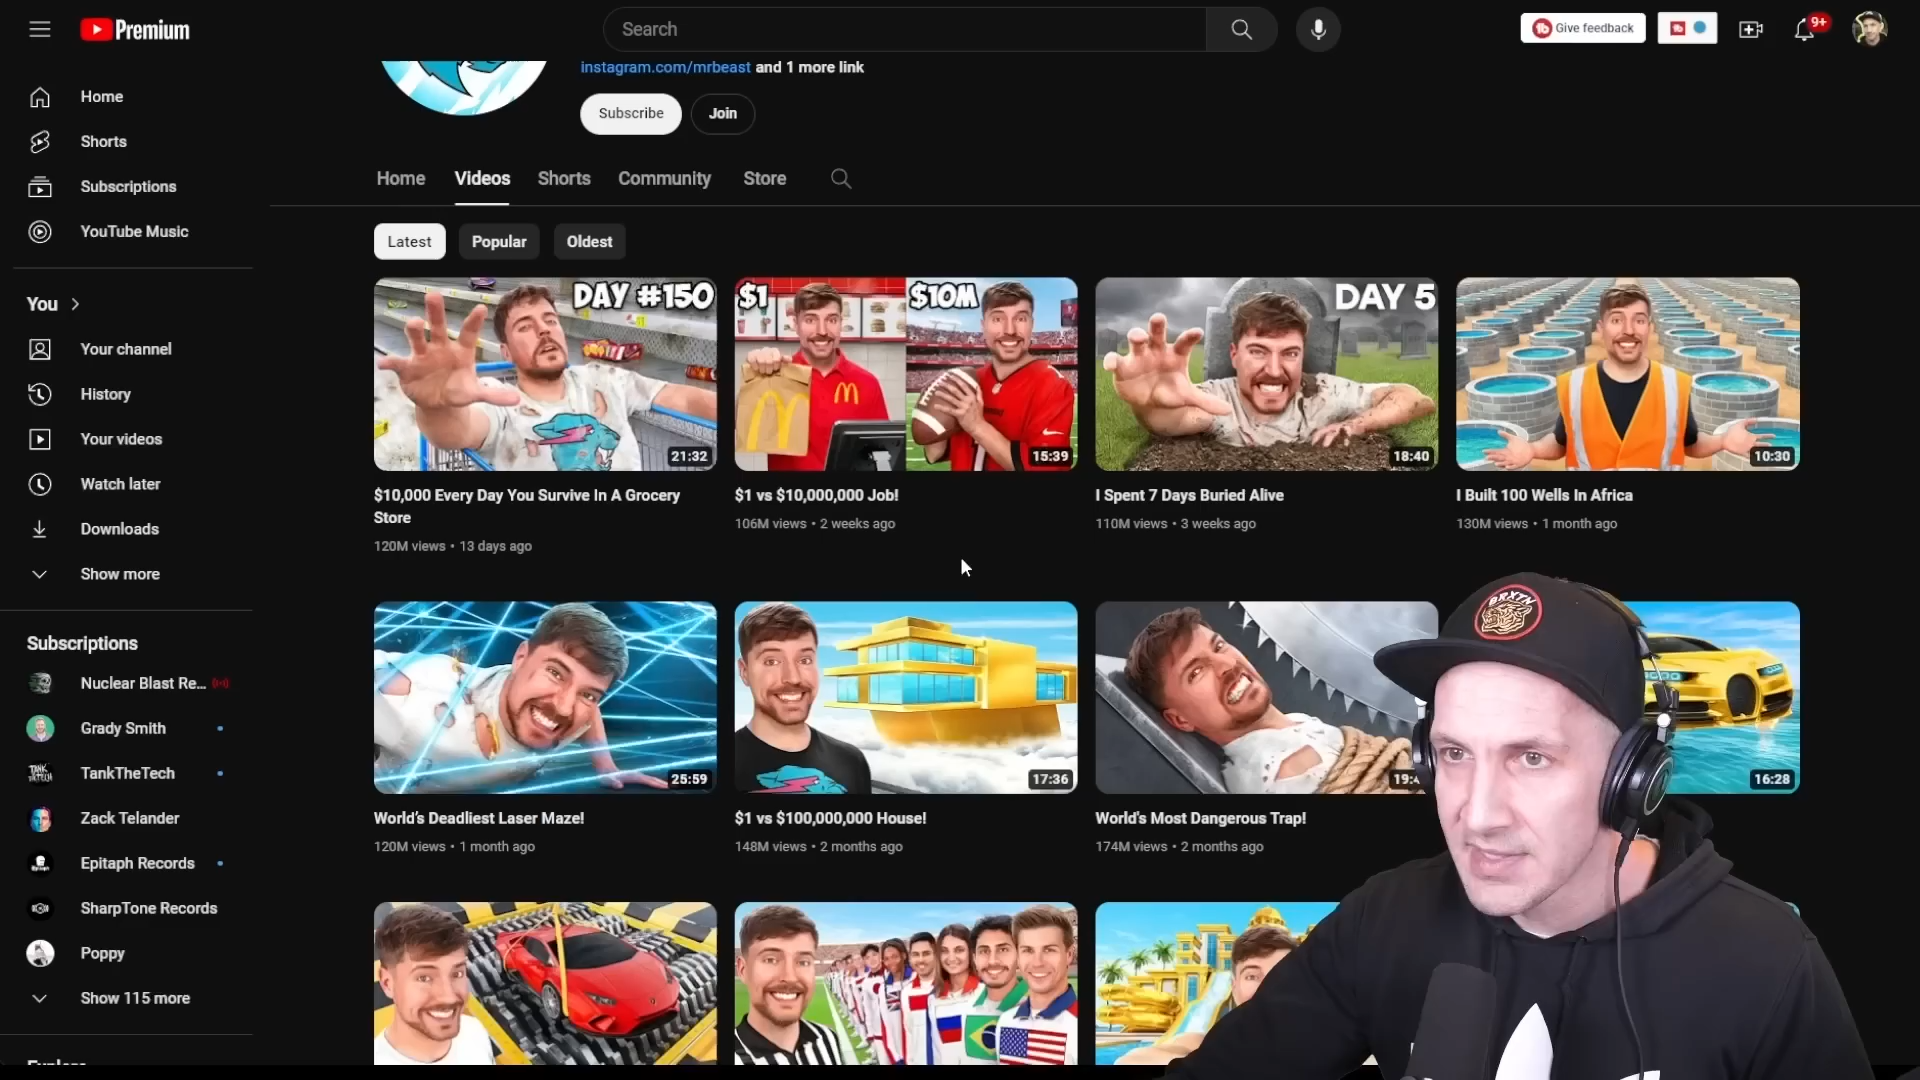 Premium
Search
Give feedback
9+
instagram.com/mrbeast and 1 more link
Subscribe
Join
Home
Shorts
Subscriptions
YouTube Music
You
Your channel
History
Your videos
Watch later
Downloads
Show more
Subscriptions
Nuclear Blast Re...
Grady Smith
TankTheTech
Zack Telander
Epitaph Records
SharpTone Records
Poppy
Show 115 more
Home
Videos
Shorts
Community
Store
Latest
Popular
Oldest
DAY #150
21:32
$10,000 Every Day You Survive In A Grocery
Store
120M views • 13 days ago
$1
$10M
15:39
$1 vs $10,000,000 Job!
106M views • 2 weeks ago
DAY 5
18:40
I Spent 7 Days Buried Alive
110M views • 3 weeks ago
10:30
I Built 100 Wells In Africa
130M views • 1 month ago
25:59
World's Deadliest Laser Maze!
120M views • 1 month ago
17:36
$1 vs $100,000,000 House!
148M views • 2 months ago
World's Most Dangerous Trap!
174M views • 2 months ago
16:28
BRXTN